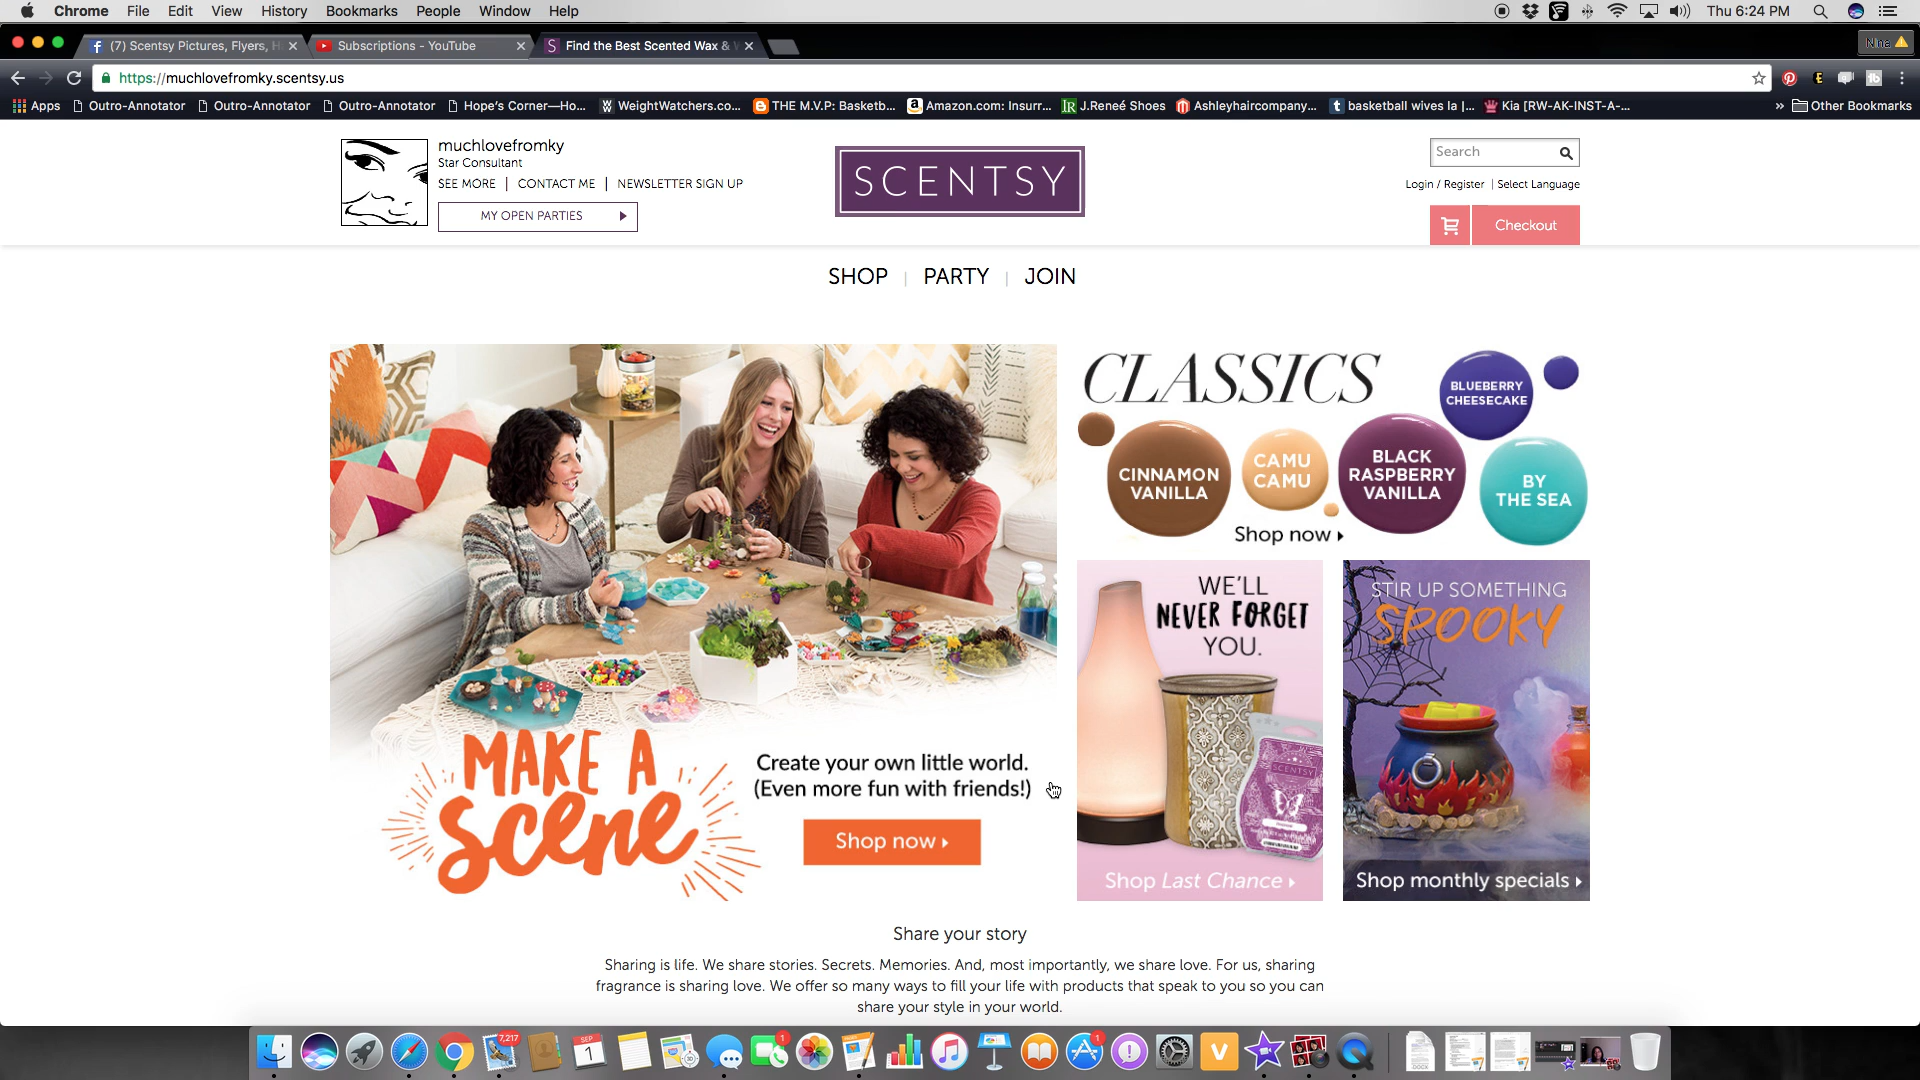 Chrome File Edit View History Bookmarks People Window Help
Thu 6:24 PM
(7) Scentsy Pictures, Flyers, H
Subscriptions - YouTube
Find the Best Scented Wax &
Nina
https://muchlovefromky.scentsy.us
Apps Outro-Annotator Outro-Annotator Outro-Annotator Hope's Corner—Ho... WeightWatchers.co... THE M.V.P: Basketb... Amazon.com: Insurr... J.Reneé Shoes Ashleyhaircompany... basketball wives la |... Kia [RW-AK-INST-A-... » Other Bookmarks
muchlovefromky
Star Consultant
SEE MORE | CONTACT ME | NEWSLETTER SIGN UP
MY OPEN PARTIES
SCENTSY
Search
Login / Register | Select Language
Checkout
SHOP | PARTY | JOIN
CLASSICS
BLUEBERRY
CHEESECAKE
CINNAMON
VANILLA
CAMU
CAMU
BLACK
RASPBERRY
VANILLA
BY
THE SEA
Shop now
MAKE A
scene
Create your own little world.
(Even more fun with friends!)
Shop now
WE'LL
NEVER FORGET
YOU.
SCENTSY
Shop Last Chance
STIR UP SOMETHING
SPOOKY
Shop monthly specials
Share your story
Sharing is life. We share stories. Secrets. Memories. And, most importantly, we share love. For us, sharing
fragrance is sharing love. We offer so many ways to fill your life with products that speak to you so you can
share your style in your world.
7,217
SEP
1
1
1